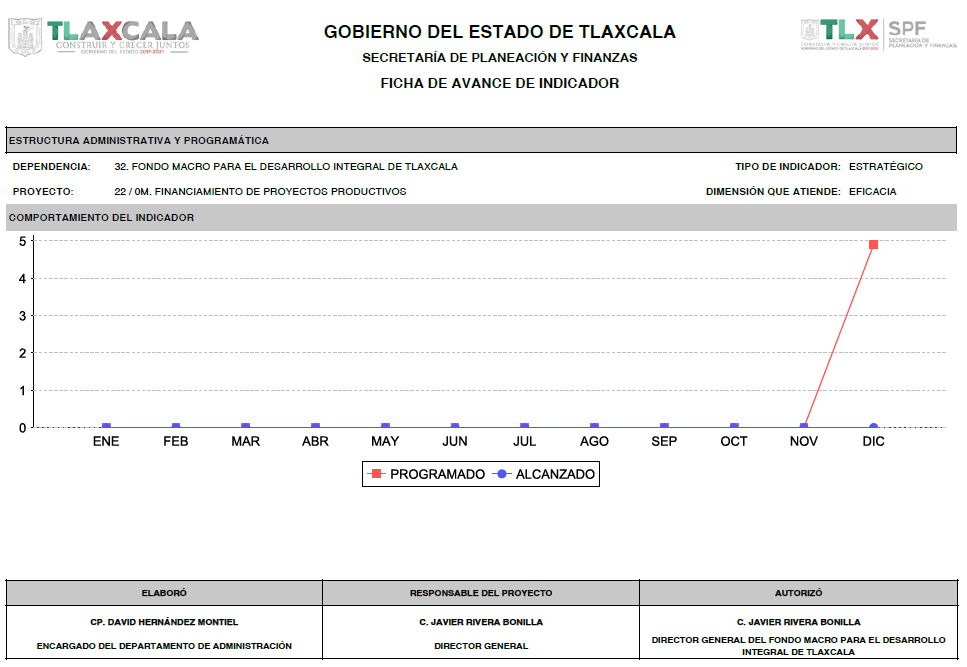 TLAXCALA
CONSTRUIR Y CRECER JUNTOS
GOBIERNO DEL ESTADO 2017-2021
GOBIERNO DEL ESTADO DE TLAXCALA
SECRETARÍA DE PLANEACIÓN Y FINANZAS
FICHA DE AVANCE DE INDICADOR
TLX
CONSTRUIR Y CRECER JUNTOS
SPF
SECRETARÍA DE
PLANEACIÓN Y FINANZAS
ESTRUCTURA ADMINISTRATIVA Y PROGRAMÁTICA
DEPENDENCIA: 32. FONDO MACRO PARA EL DESARROLLO INTEGRAL DE TLAXCALA TIPO DE INDICADOR: ESTRATÉGICO
PROYECTO: 22 / 0M. FINANCIAMIENTO DE PROYECTOS PRODUCTIVOS DIMENSIÓN QUE ATIENDE: EFICACIA
COMPORTAMIENTO DEL INDICADOR
5
4
3
2
1
0
ENE FEB MAR ABR MAY JUN JUL AGO SEP OCT NOV DIC
PROGRAMADO ALCANZADO
ELABORÓ RESPONSABLE DEL PROYECTO AUTORIZÓ
CP. DAVID HERNÁNDEZ MONTIEL C. JAVIER RIVERA BONILLA C. JAVIER RIVERA BONILLA
ENCARGADO DEL DEPARTAMENTO DE ADMINISTRACIÓN DIRECTOR GENERAL DIRECTOR GENERAL DEL FONDO MACRO PARA EL DESARROLLO
INTEGRAL DE TLAXCALA